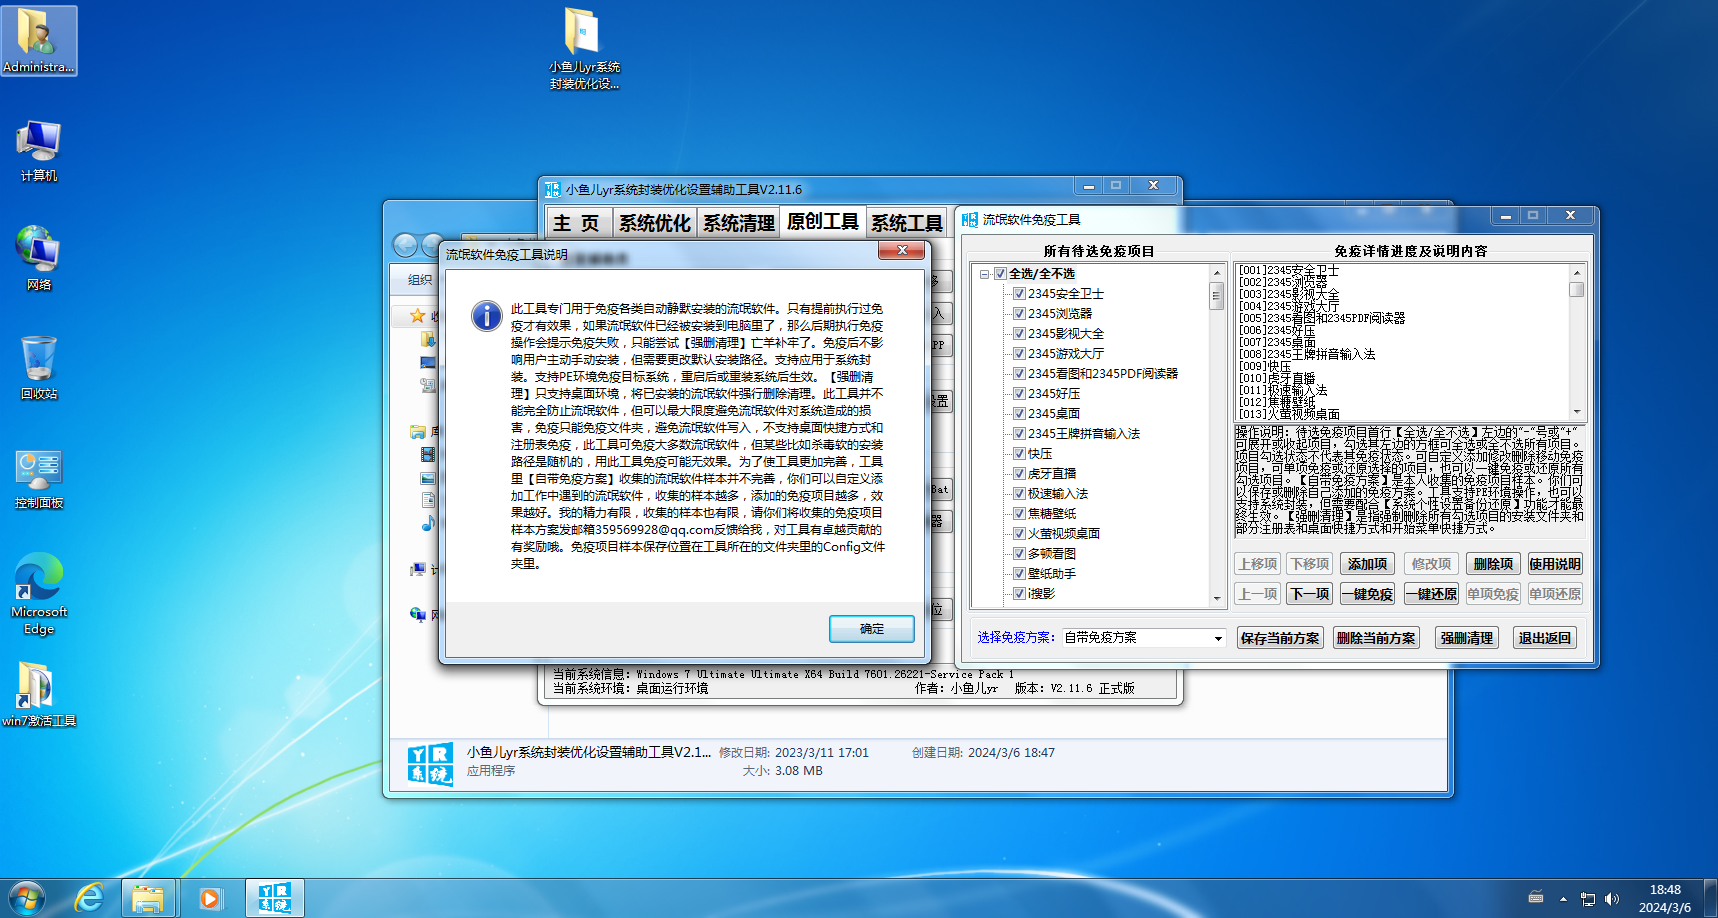 Administra...
计算机
网络
回收站
控制面板
Microsoft
Edge
win7激活工具
小鱼儿yr系统
封装优化设...
小鱼儿yr系统封装优化设置辅助工具V2.11.6
主 页
系统优化
系统清理
原创工具
系统工具
组织
流氓软件免疫工具说明
此工具专门用于免疫各类自动静默安装的流氓软件。只有提前执行过免
疫才有效果，如果流氓软件已经被安装到电脑里了，那么后期执行免疫
操作会提示免疫失败，只能尝试【强删清理】亡羊补牢了。免疫后不影
响用户主动手动安装，但需要更改默认安装路径。支持应用于系统封
装。支持PE环境免疫目标系统，重启后或重装系统后生效。【强删清
理】只支持桌面环境，将已安装的流氓软件强行删除清理。此工具并不
能完全防止流氓软件，但可以最大限度避免流氓软件对系统造成的损
害，免疫只能免疫文件夹，避免流氓软件写入，不支持桌面快捷方式和
注册表免疫，此工具可免疫大多数流氓软件，但某些比如杀毒软的安装
路径是随机的，用此工具免疫可能无效果。为了使工具更加完善，工具
里【自带免疫方案】收集的流氓软件样本并不完善，你们可以自定义添
加工作中遇到的流氓软件，收集的样本越多，添加的免疫项目越多，效
果越好。我的精力有限，收集的样本也有限，请你们将收集的免疫项目
样本方案发邮箱359569928@qq.com反馈给我，对工具有卓越贡献的
有奖励哦。免疫项目样本保存位置在工具所在的文件夹里的Config文件
夹里。
确定
入
PP
置
Bat
器
位
当前系统信息：Windows 7 Ultimate Ultimate X64 Build 7601.26221-Service Pack 1
当前系统环境：桌面运行环境
作者：小鱼儿yr 版本：V2.11.6 正式版
流氓软件免疫工具
所有待选免疫项目
全选/全不选
2345安全卫士
2345浏览器
2345影视大全
2345游戏大厅
2345看图和2345PDF阅读器
2345好压
2345桌面
2345王牌拼音输入法
快压
虎牙直播
极速输入法
焦糖壁纸
火萤视频桌面
多顿看图
壁纸助手
i搜影
免疫详情进度及说明内容
[001]2345安全卫士
[002]2345浏览器
[003]2345影视大全
[004]2345游戏大厅
[005]2345看图和2345PDF阅读器
[006]2345好压
[007]2345桌面
[008]2345王牌拼音输入法
[009]快压
[010]虎牙直播
[011]极速输入法
[012]焦糖壁纸
[013]火萤视频桌面
操作说明：待选免疫项目首行【全选/全不选】左边的“-”号或“+”
可展开或收起项目，勾选其左边的方框可全选或全不选所有项目。
项目勾选状态不代表其免疫状态。可自定义添加修改删除移动免疫
项目，可单项免疫或还原选择的项目，也可以一键免疫或还原所有
勾选项目。【自带免疫方案】是本人收集的免疫项目样本。你们可
以保存或删除自己添加的免疫方案。工具支持PE环境操作，也可以
支持系统封装，但需要配合【系统个性设置备份还原】功能才能最
终生效。【强删清理】是指强制删除所有勾选项目的安装文件夹和
部分注册表和桌面快捷方式和开始菜单快捷方式。
上移项
下移项
添加项
修改项
删除项
使用说明
上一项
下一项
一键免疫
一键还原
单项免疫
单项还原
选择免疫方案：
自带免疫方案
保存当前方案
删除当前方案
强删清理
退出返回
YR
系统
小鱼儿yr系统封装优化设置辅助工具V2.1...
修改日期: 2023/3/11 17:01
创建日期: 2024/3/6 18:47
应用程序
大小: 3.08 MB
YR
系统
18:48
2024/3/6